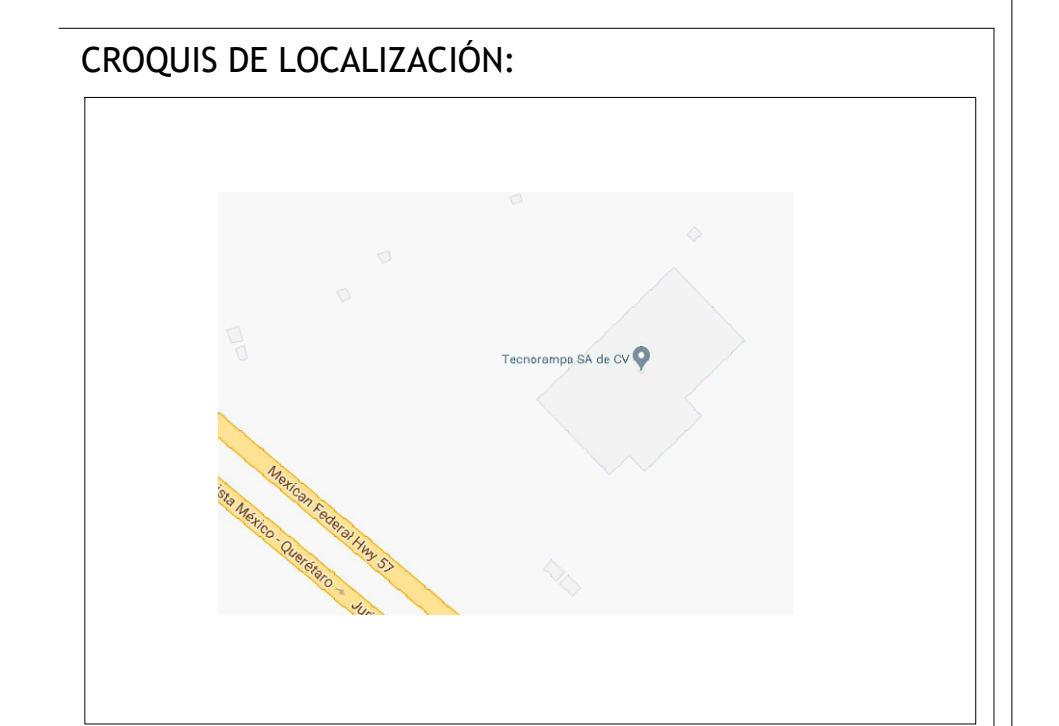 CROQUIS DE LOCALIZACIÓN:
Tecnorampa SA de CV
Mexican Federal Hwy 57
ista México - Querétaro